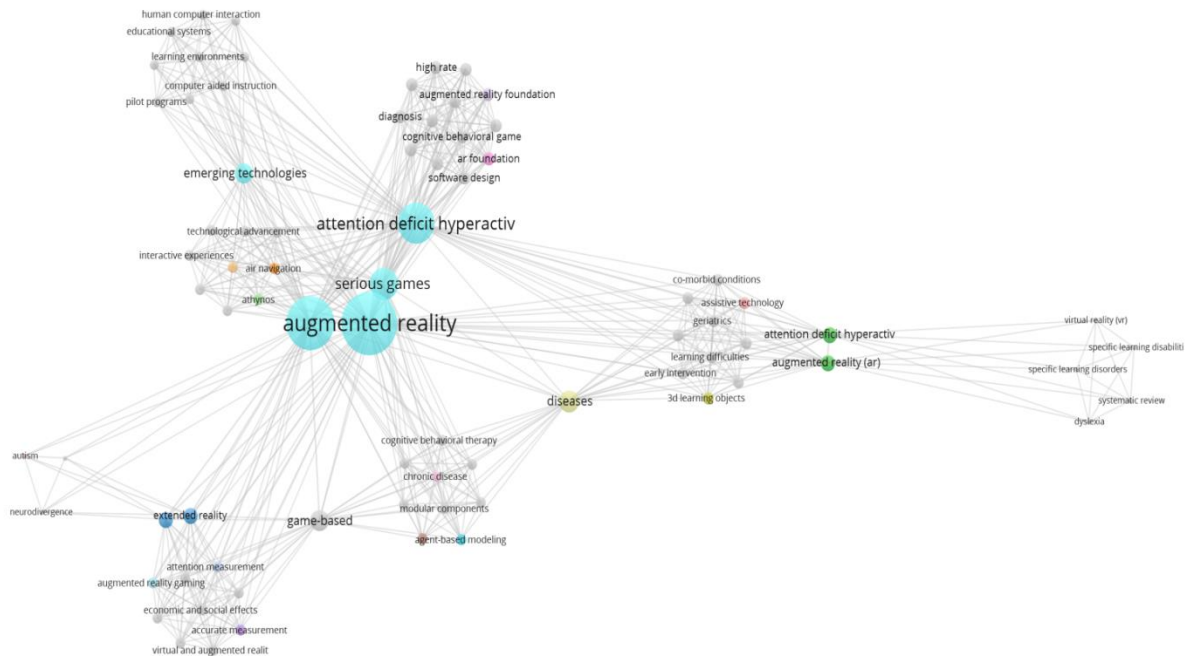 human computer interaction
educational systems
learning environments
computer aided instruction
pilot programs
high rate
augmented reality foundation
diagnosis
cognitive behavioral game
ar foundation
software design
emerging technologies
attention deficit hyperactiv
technological advancement
interactive experiences
air navigation
athynos
serious games
augmented reality
co-morbid conditions
assistive technology
geriatrics
attention deficit hyperactiv
learning difficulties
augmented reality (ar)
early intervention
3d learning objects
virtual reality (vr)
specific learning disabiliti
specific learning disorders
systematic review
dyslexia
diseases
cognitive behavioral therapy
chronic disease
modular components
agent-based modeling
game-based
autism
neurodivergence
extended reality
attention measurement
augmented reality gaming
economic and social effects
accurate measurement
virtual and augmented realit